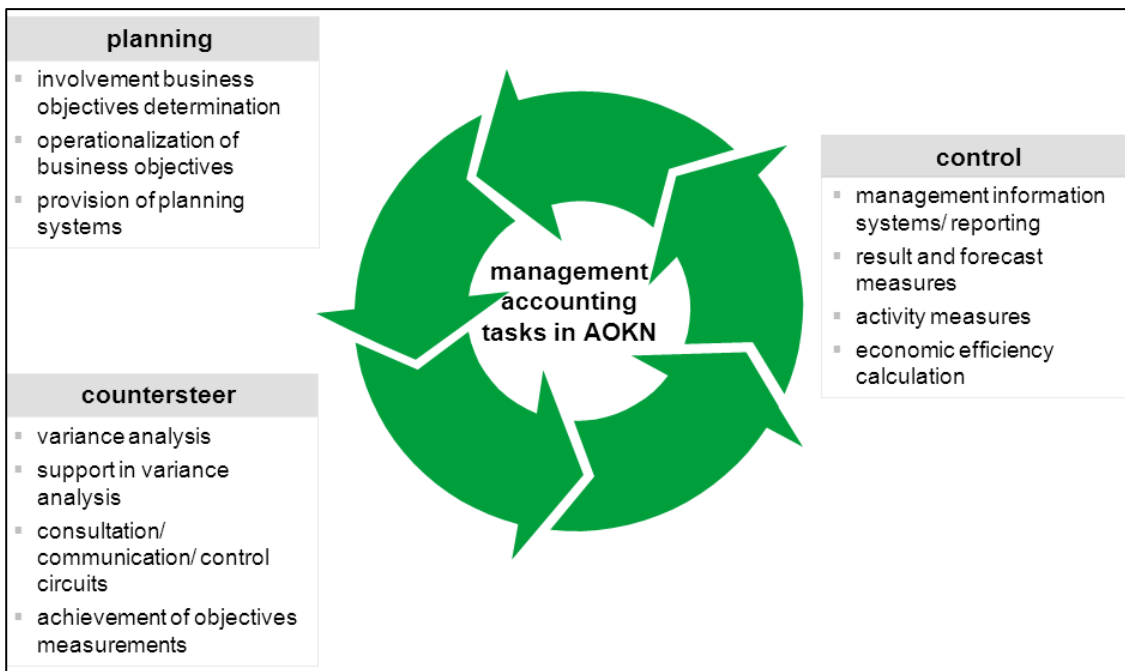 planning
involvement business
objectives determination
operationalization of
business objectives
provision of planning
systems
control
management information
systems/ reporting
result and forecast
measures
activity measures
economic efficiency
calculation
management
accounting
tasks in AOKN
countersteer
variance analysis
support in variance
analysis
consultation/
communication/ control
circuits
achievement of objectives
measurements